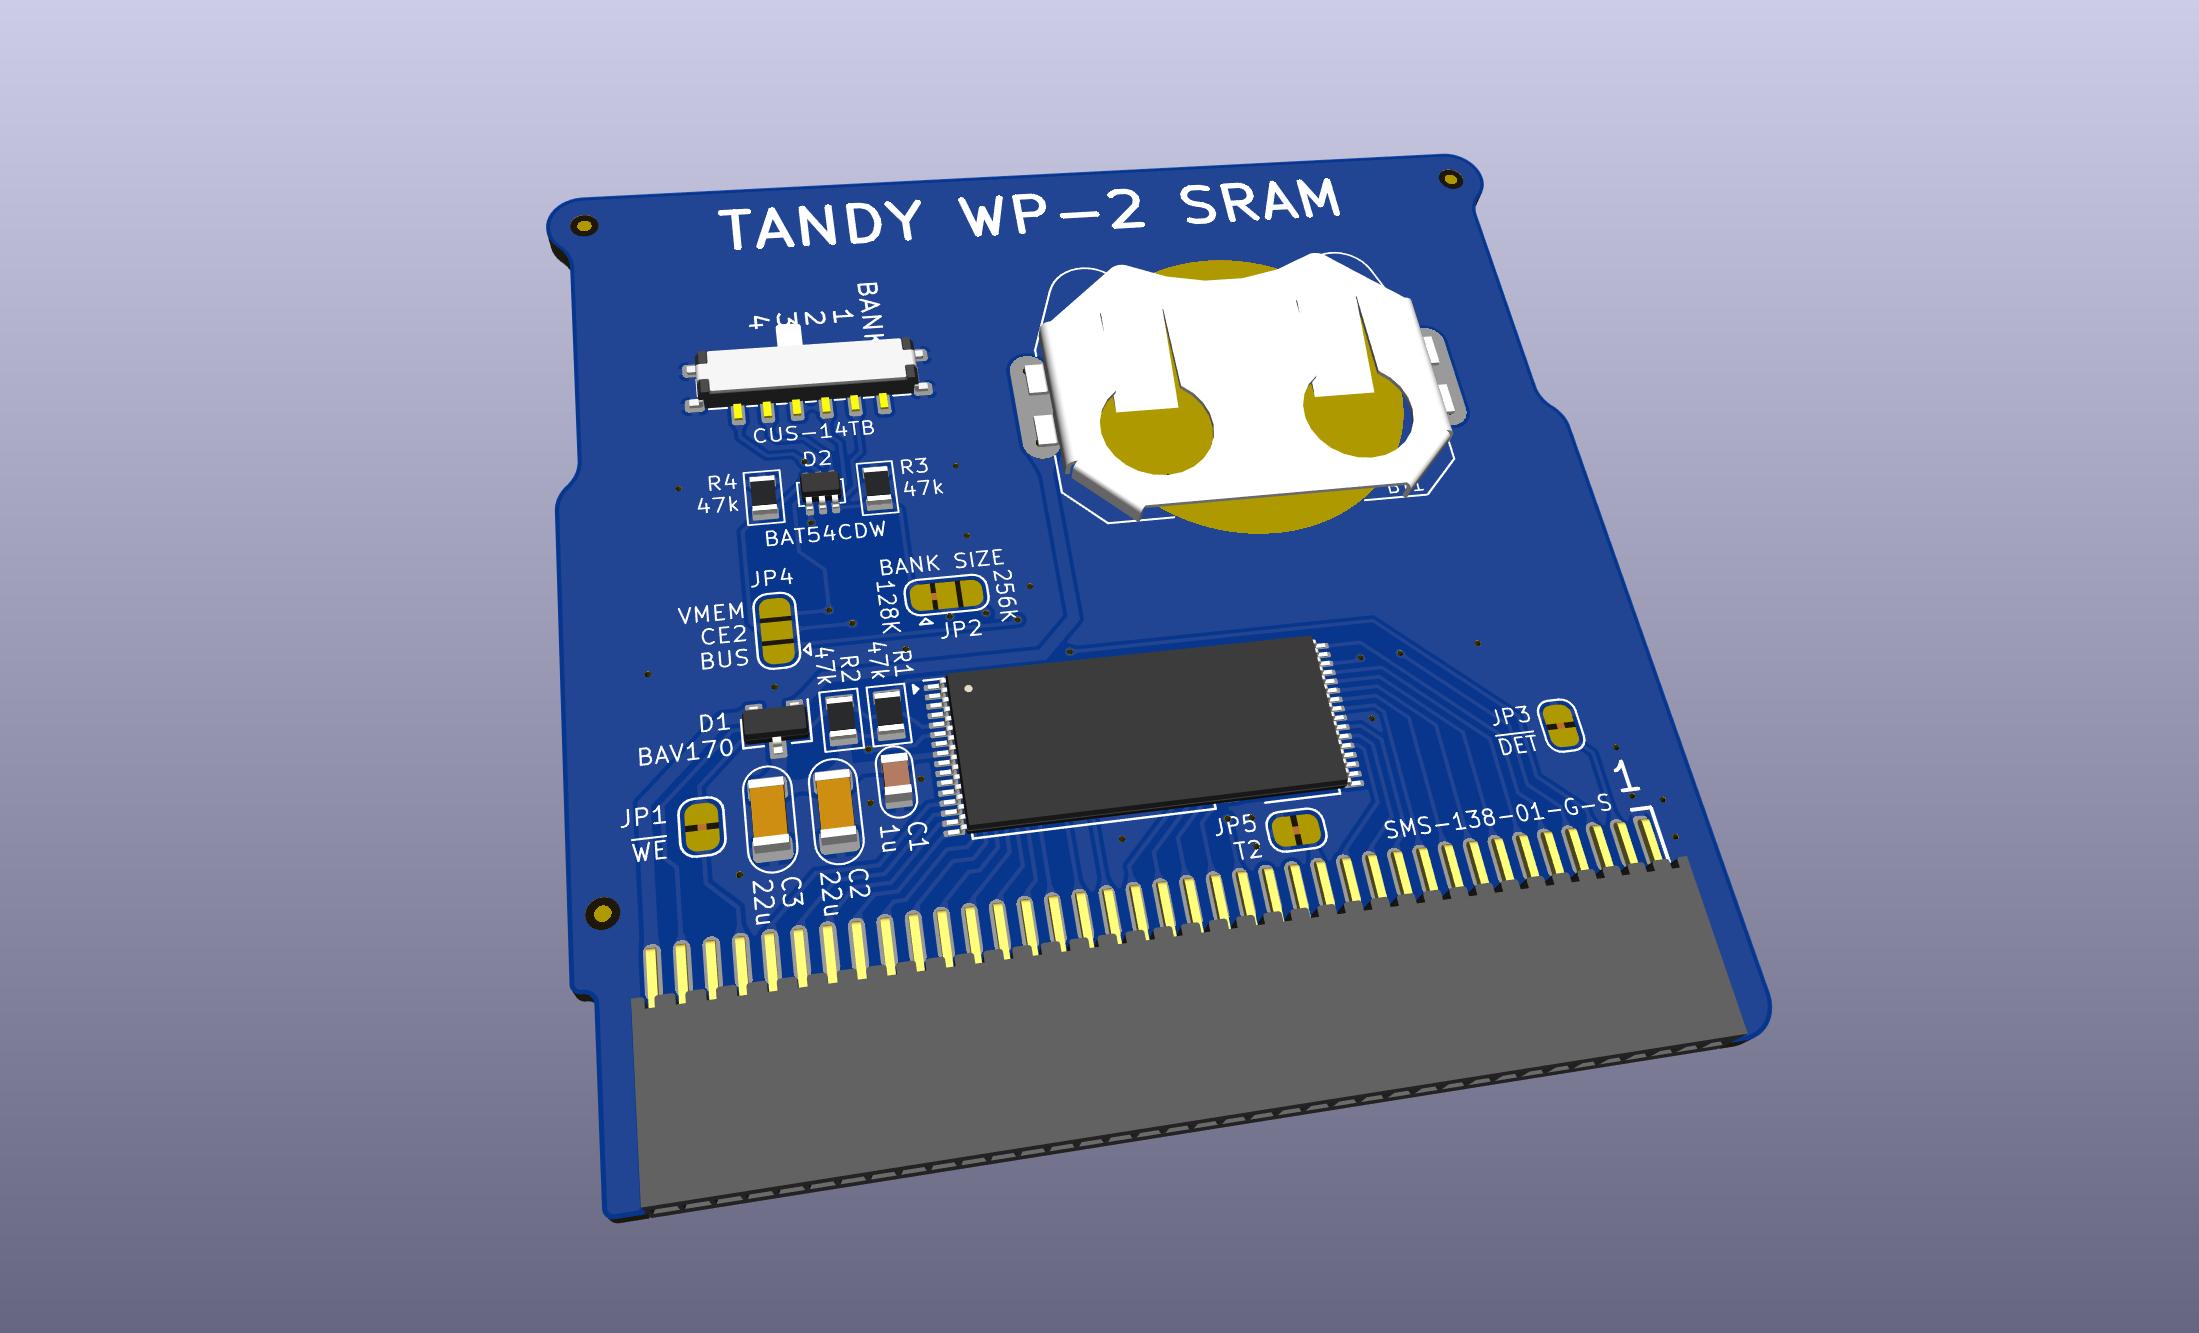 TANDY WP-2 SRAM
BANK
1
2
3
4
CUS-14TB
D2
R4
47k
R3
47k
BAT54CDW
JP4
VMEM
CE2
BUS
BANK SIZE
128K
256K
JP2
R1
47k
R2
47k
D1
BAV170
JP1
WE
C3
22u
C2
22u
C1
1u
JP3
DET
1
JP5
T2
SMS-138-01-G-S